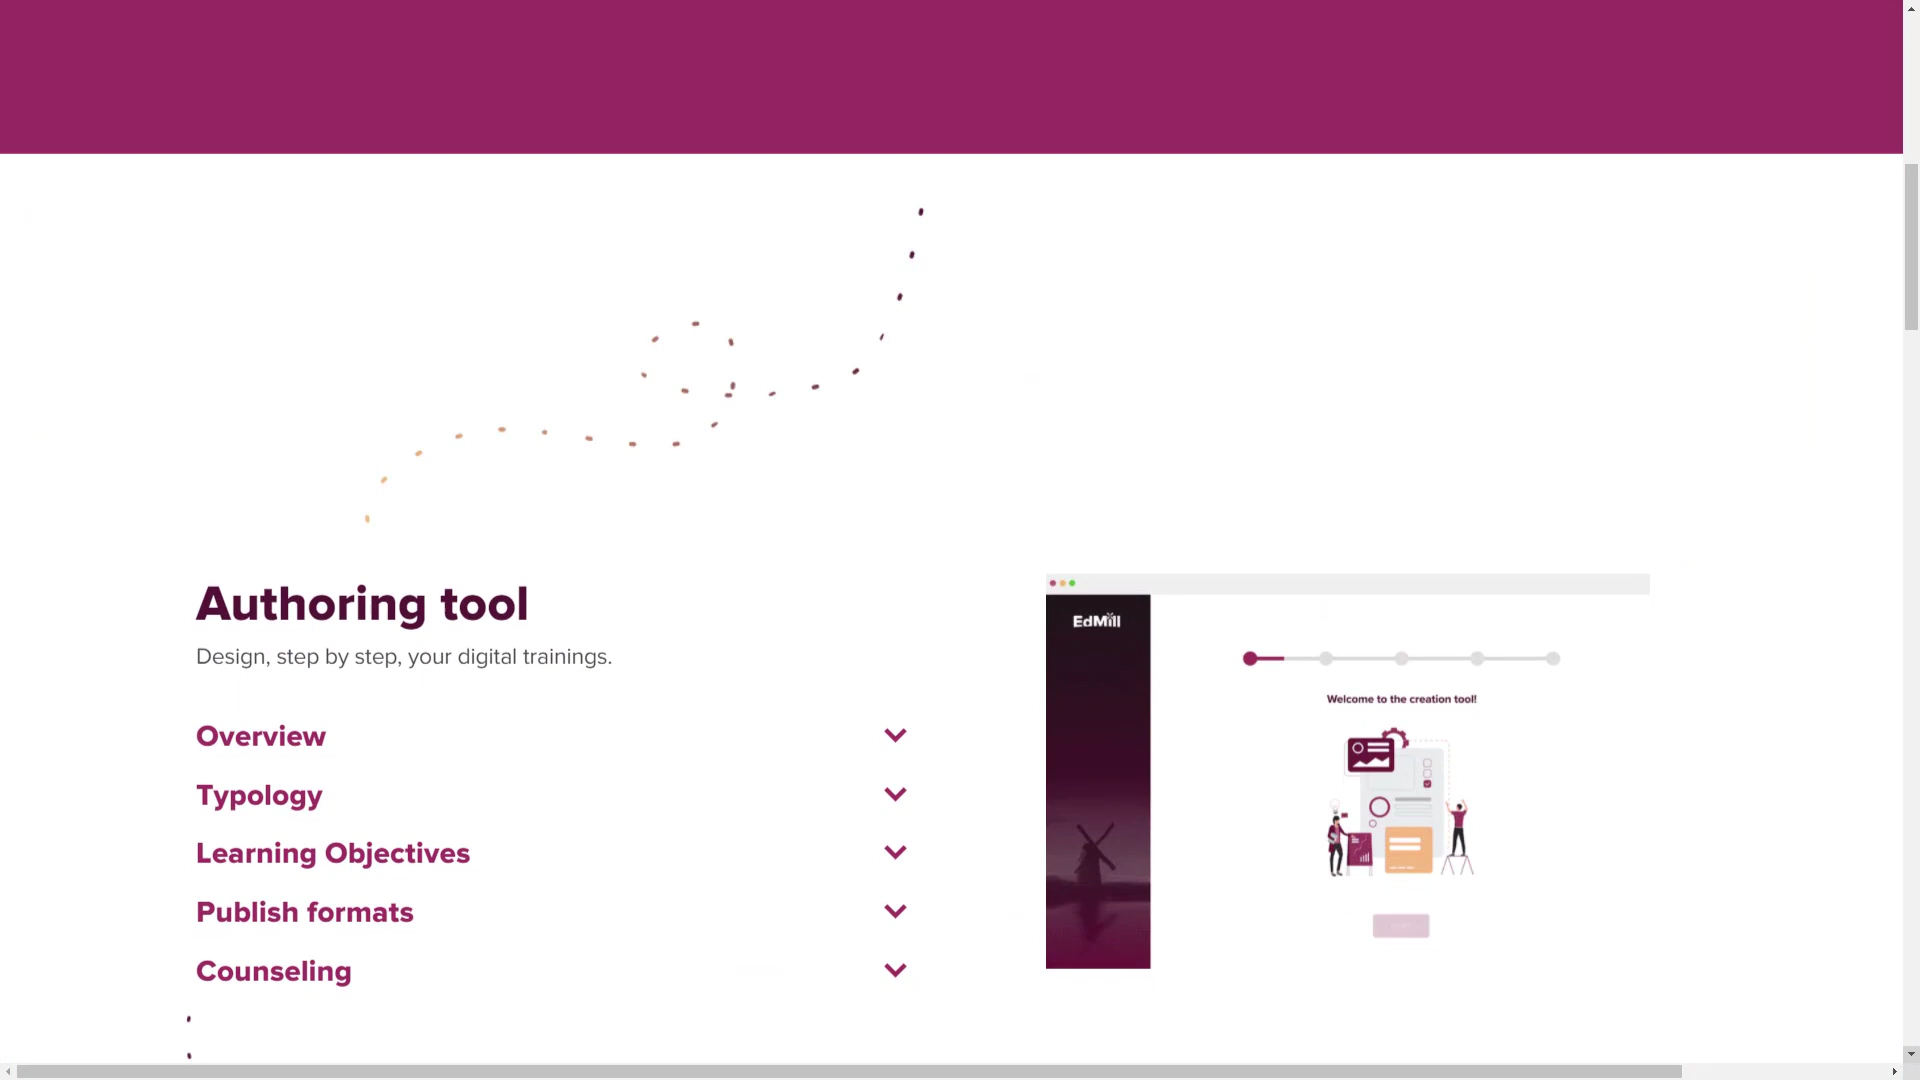 Authoring tool
Design, step by step, your digital trainings.
Overview
Typology
Learning Objectives
Publish formats
Counseling
EdMill
Welcome to the creation tool!